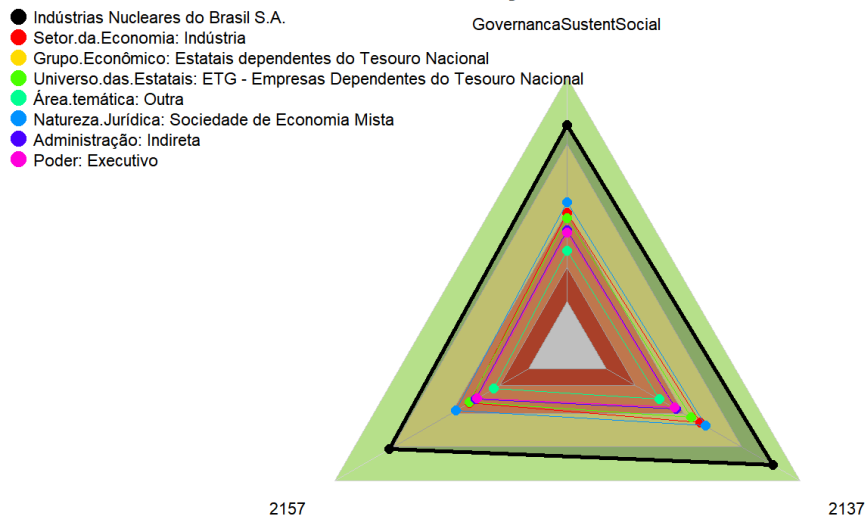 Indústrias Nucleares do Brasil S.A.
GovernancaSustentSocial
Setor.da.Economia: Indústria
Grupo.Econômico: Estatais dependentes do Tesouro Nacional
Universo.das.Estatais: ETG - Empresas Dependentes do Tesouro Nacional
Área.temática: Outra
Natureza.Jurídica: Sociedade de Economia Mista
Administração: Indireta
Poder: Executivo
2157
2137